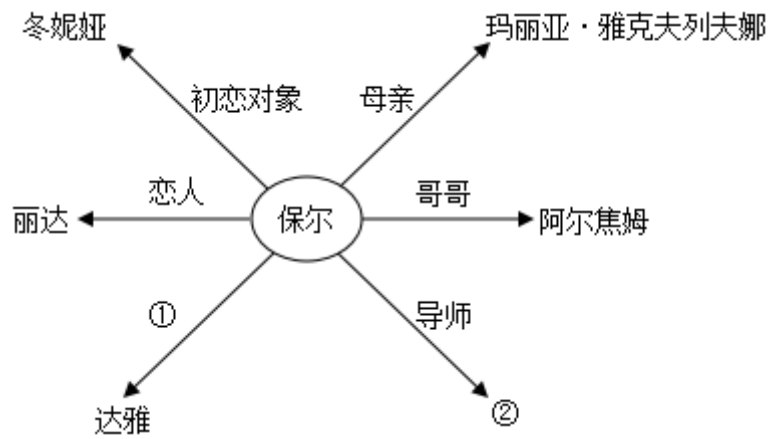 冬妮娅
玛丽亚·雅克夫列夫娜
初恋对象
母亲
恋人
哥哥
丽达
保尔
阿尔焦姆
①
导师
达雅
②